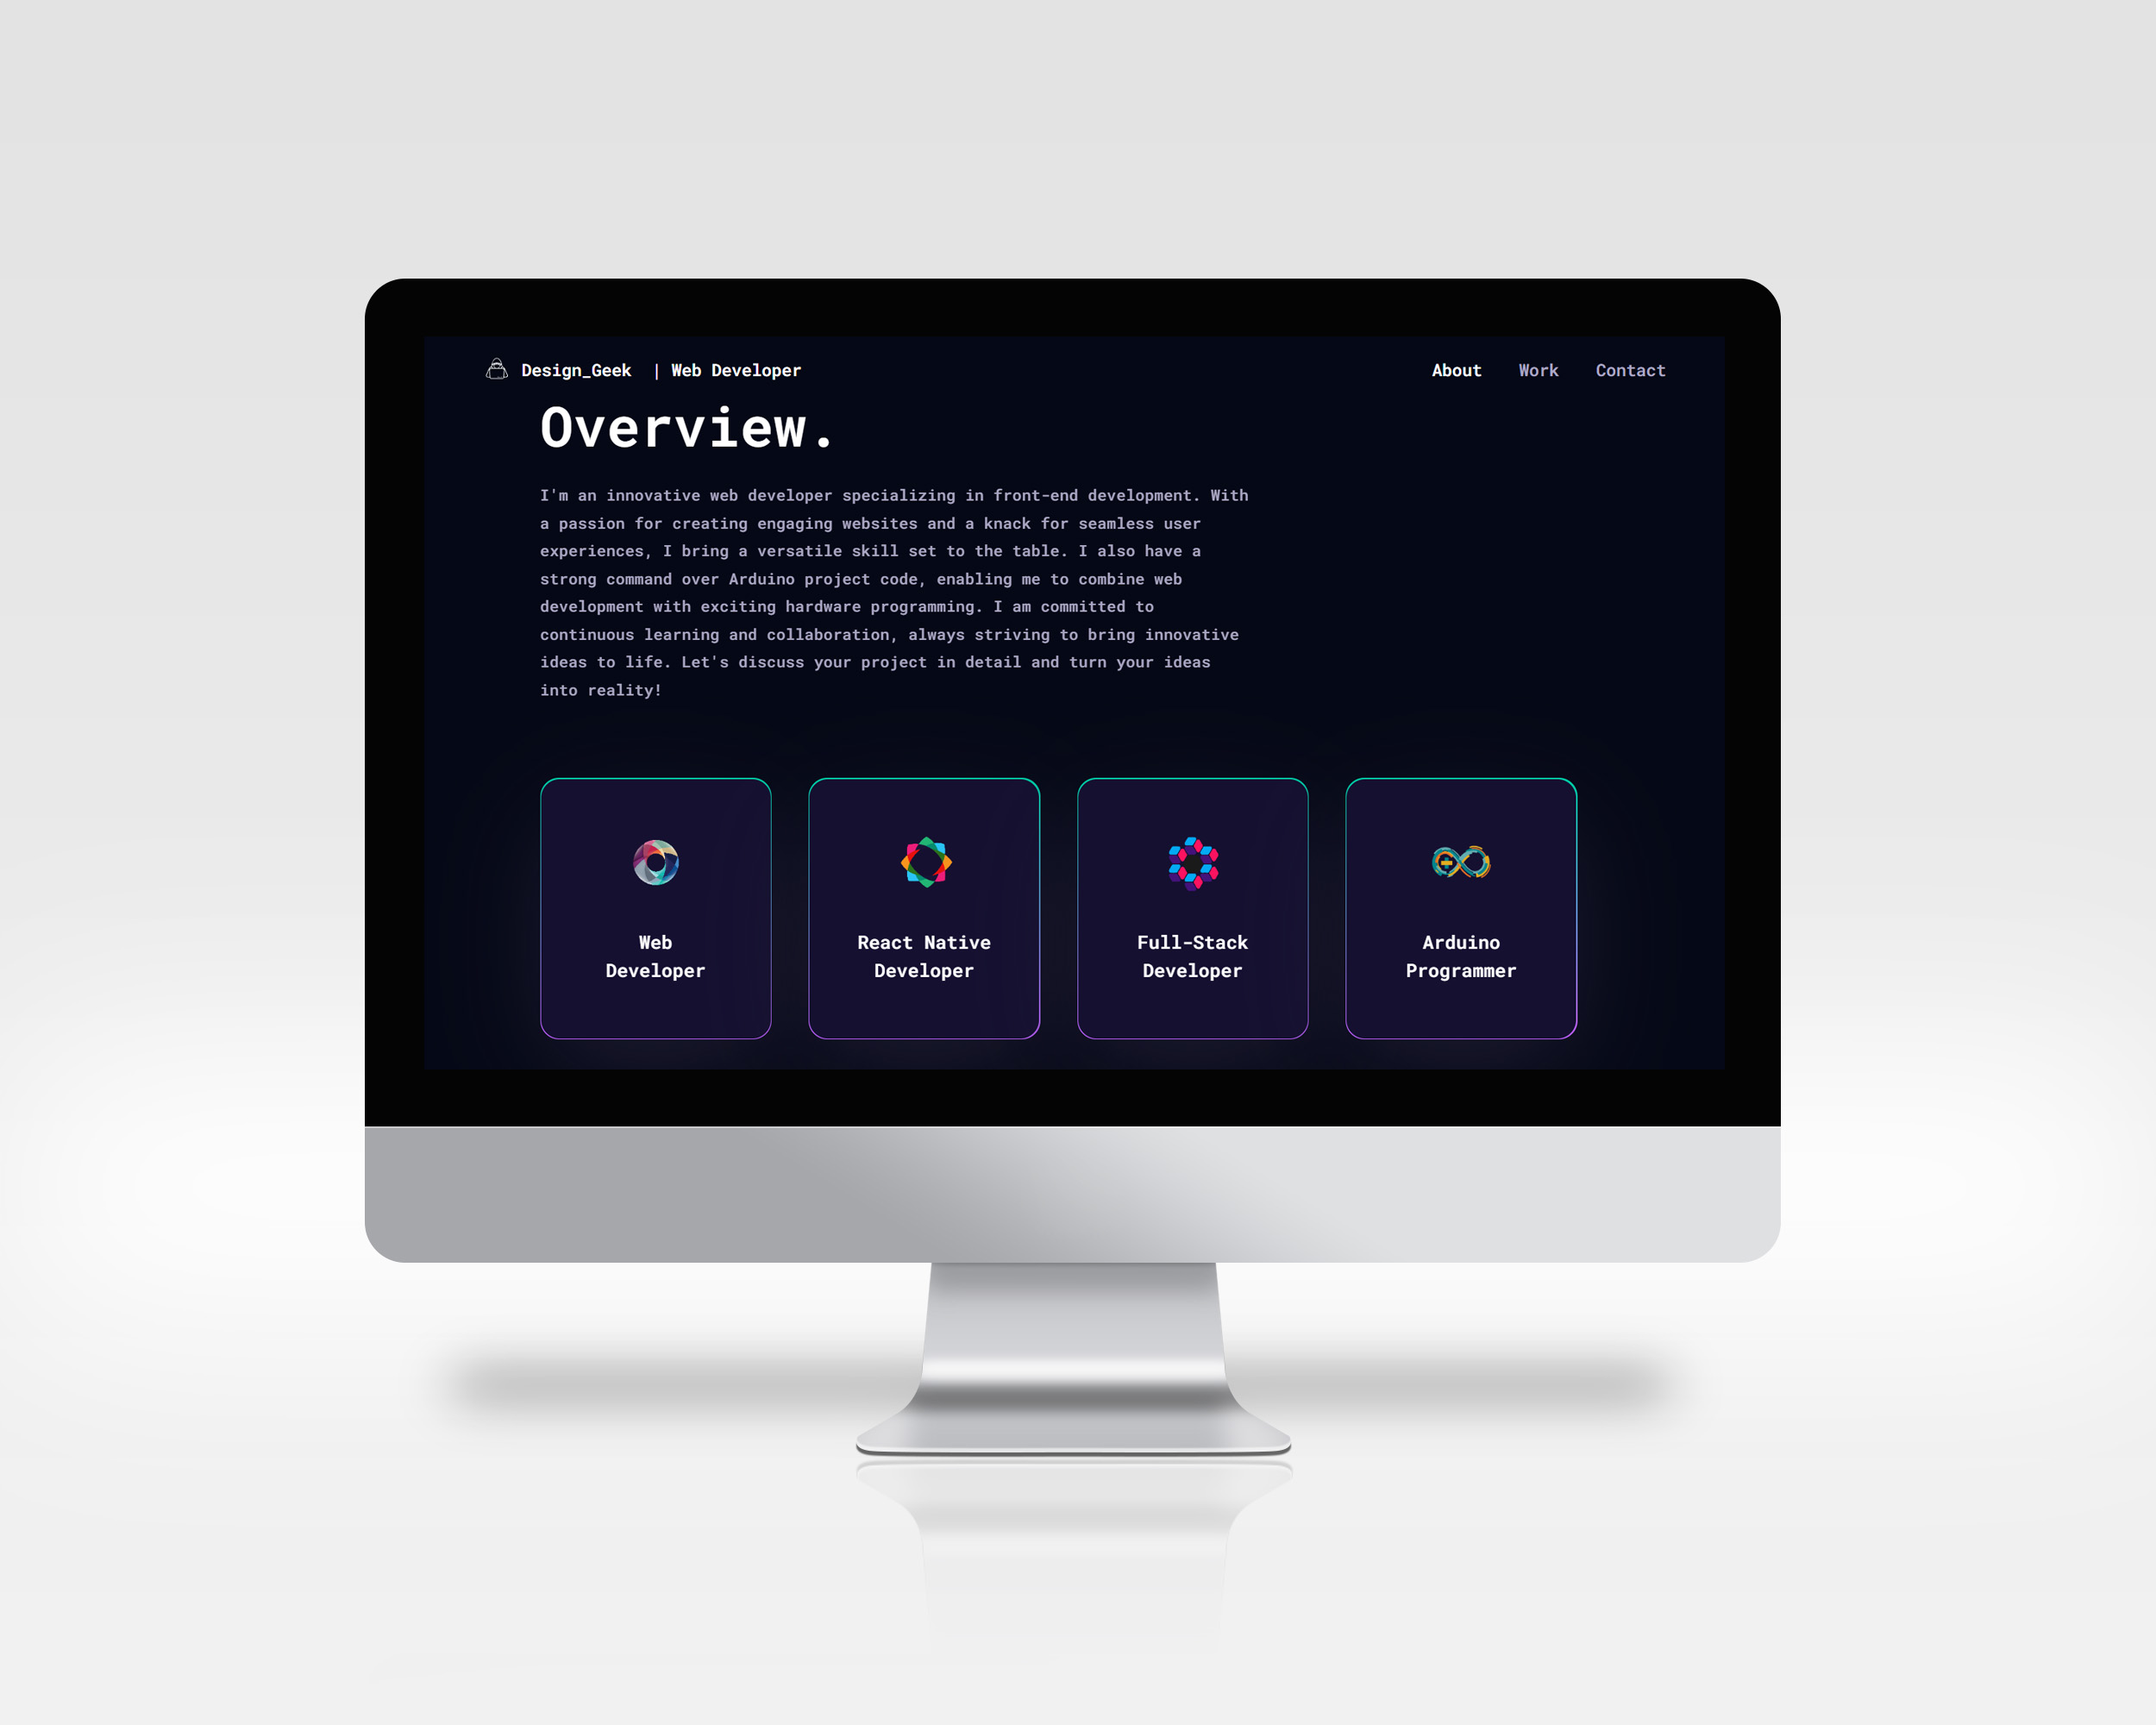 Design_Geek | Web Developer
About Work Contact
Overview.
I'm an innovative web developer specializing in front-end development. With
a passion for creating engaging websites and a knack for seamless user
experiences, I bring a versatile skill set to the table. I also have a
strong command over Arduino project code, enabling me to combine web
development with exciting hardware programming. I am committed to
continuous learning and collaboration, always striving to bring innovative
ideas to life. Let's discuss your project in detail and turn your ideas
into reality!
Web
Developer
React Native
Developer
Full-Stack
Developer
Arduino
Programmer